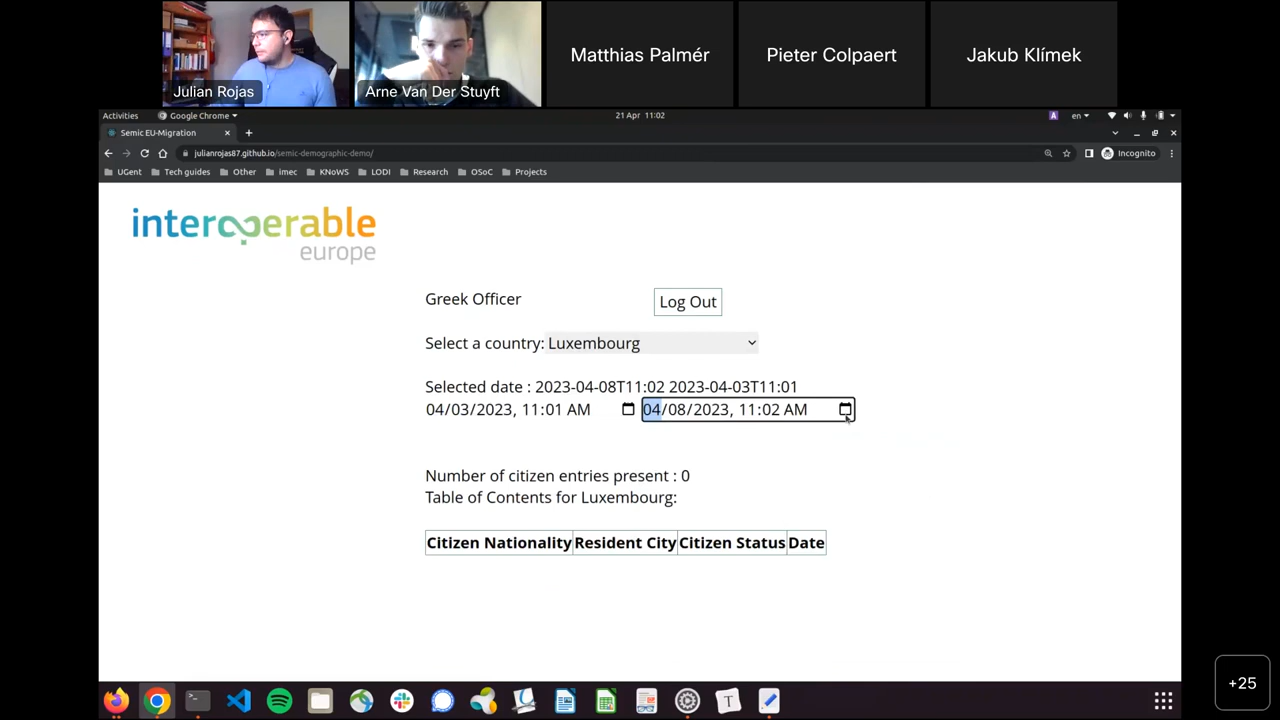 Julian Rojas
Arne Van Der Stuyft
Matthias Palmér
Pieter Colpaert
Jakub Klímek
Activities
Google Chrome
21 Apr 11:02
A
en
Semic EU-Migration
julianrojas87.github.io/semic-demographic-demo/
Incognito
UGent
Tech guides
Other
imec
KNoWS
LODI
Research
OSoC
Projects
interoperable
europe
Greek Officer
Log Out
Select a country: Luxembourg
Selected date : 2023-04-08T11:02 2023-04-03T11:01
04/03/2023, 11:01 AM
04/08/2023, 11:02 AM
Number of citizen entries present : 0
Table of Contents for Luxembourg:
Citizen Nationality Resident City Citizen Status Date
T
+25